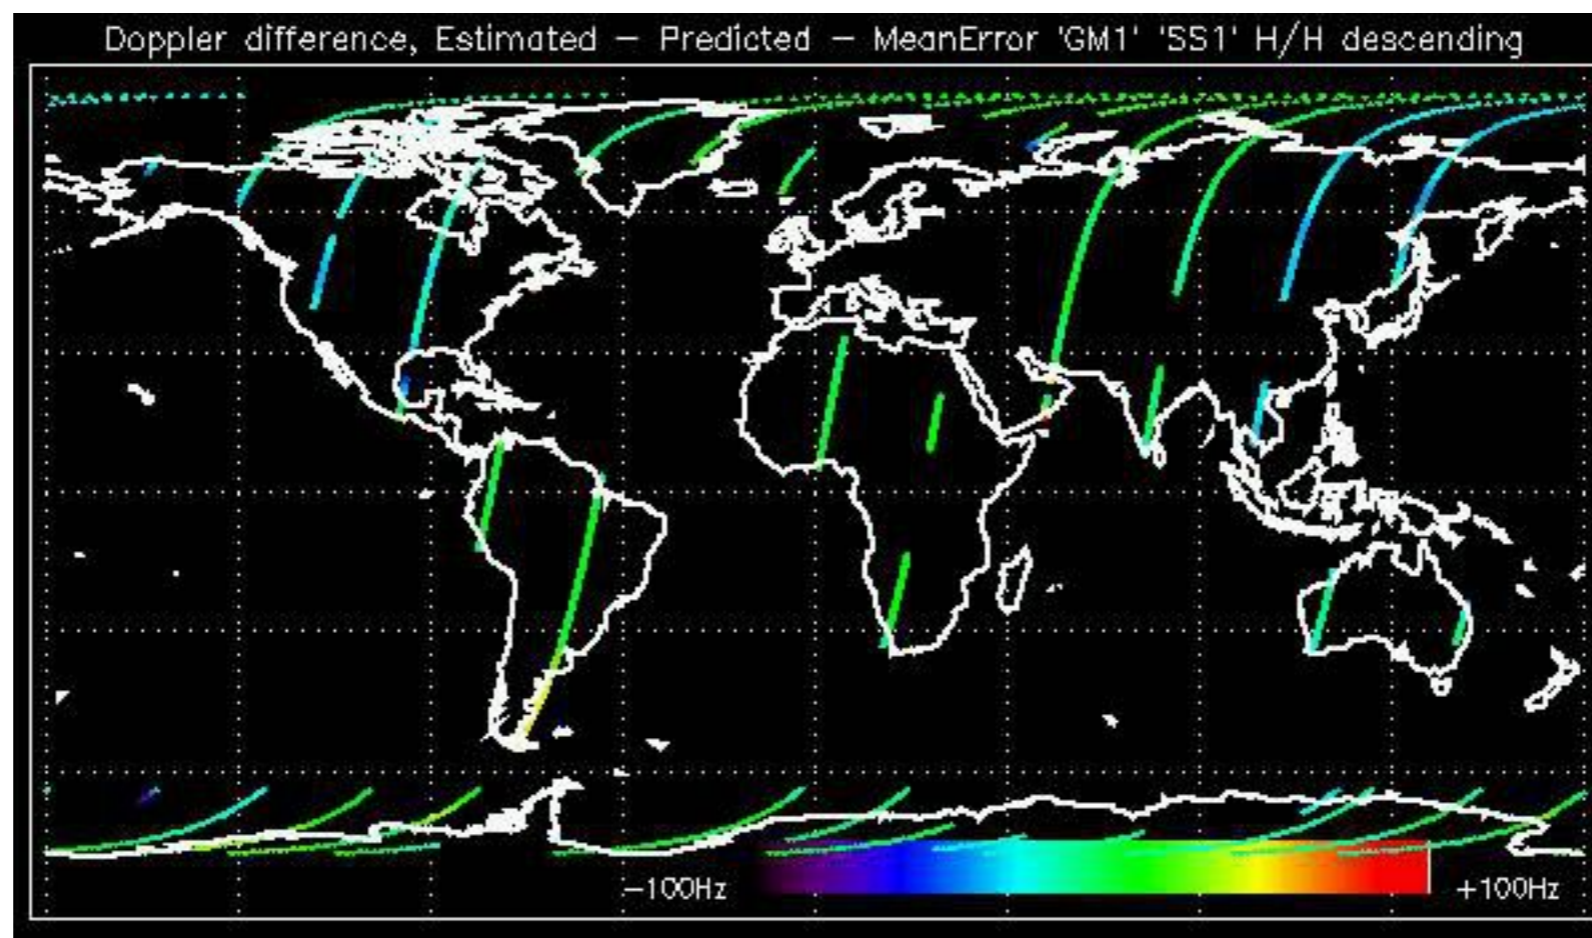 Doppler difference, Estimated — Predicted — MeanError 'GM1' 'SS1' H/H descending
−100Hz
+100Hz